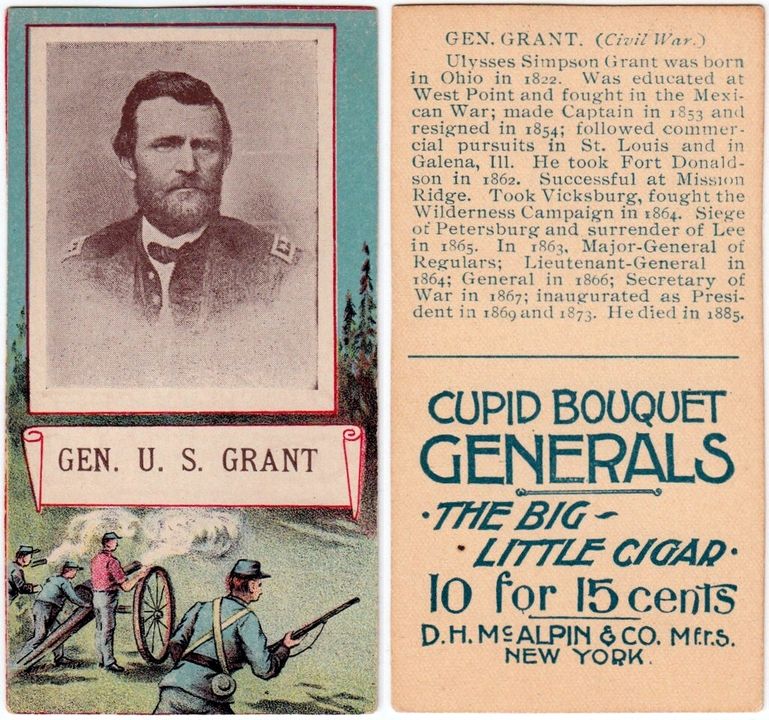 GEN. U. S. GRANT
GEN. GRANT. (Civil War.)
Ulysses Simpson Grant was born
in Ohio in 1822. Was educated at
West Point and fought in the Mexi-
can War; made Captain in 1853 and
resigned in 1854; followed commer-
cial pursuits in St. Louis and in
Galena, Ill. He took Fort Donald-
son in 1862. Successful at Mission
Ridge. Took Vicksburg, fought the
Wilderness Campaign in 1864. Siege
of Petersburg and surrender of Lee
in 1865. In 1863, Major-General of
Regulars; Lieutenant-General in
1864; General in 1866; Secretary of
War in 1867; inaugurated as Presi-
dent in 1869 and 1873. He died in 1885.
CUPID BOUQUET
GENERALS
·THE BIG~
LITTLE CIGAR·
10 for 15 cents
D.H. McALPIN & CO. Mfrs.
NEW YORK.